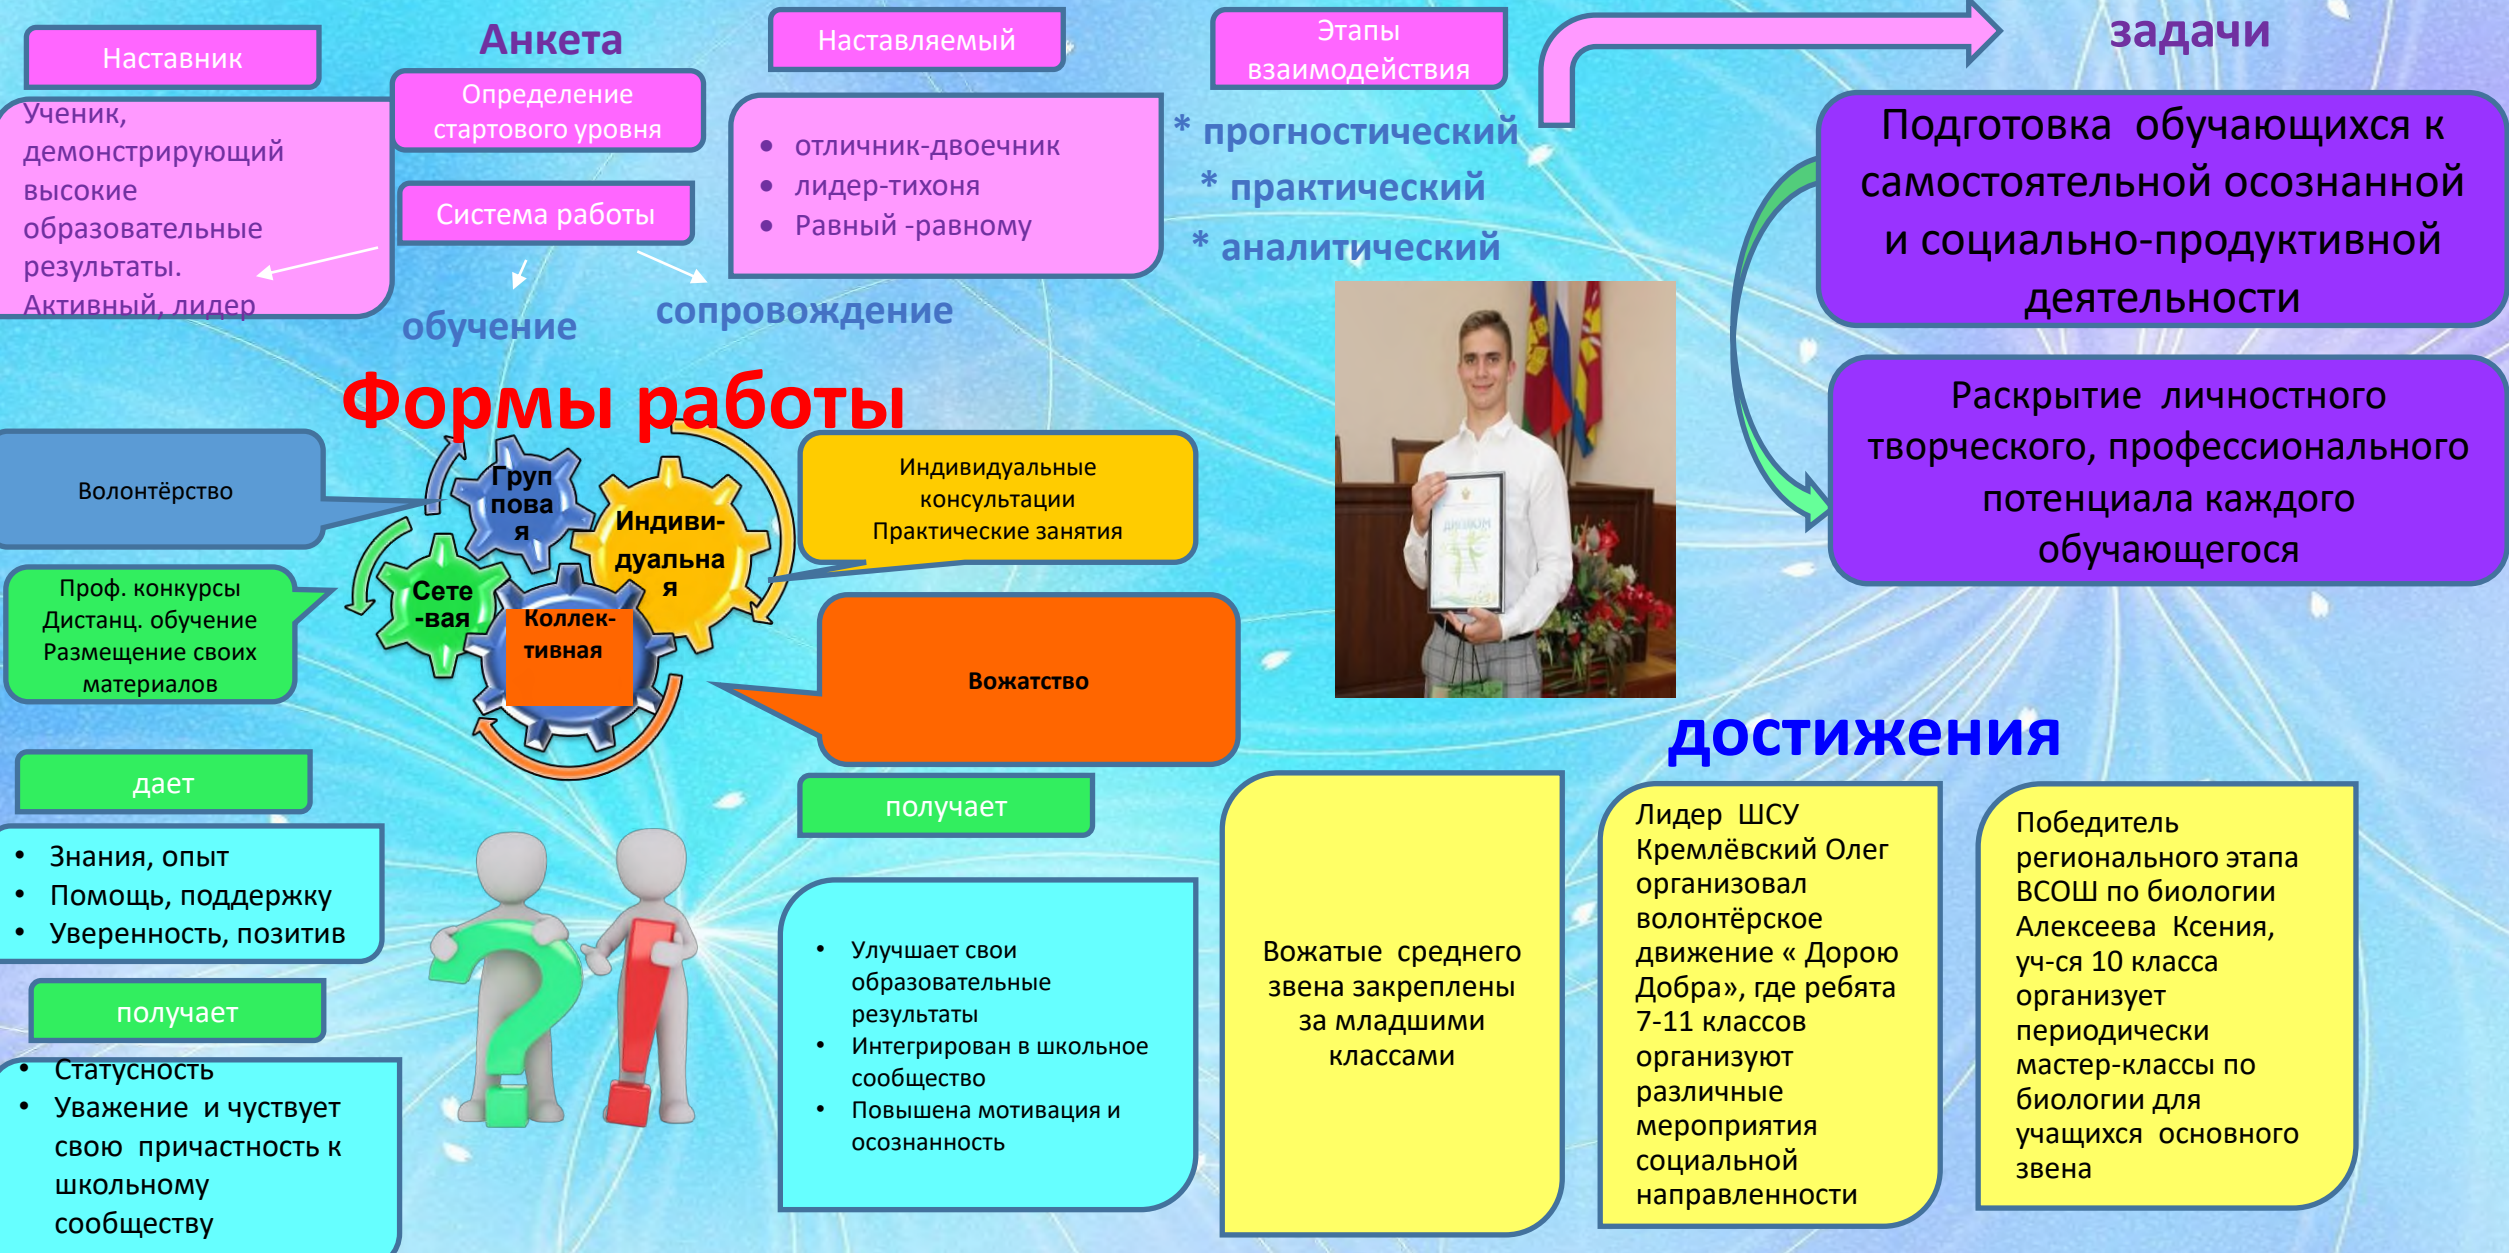 Наставник
Ученик,
демонстрирующий
высокие
образовательные
результаты.
Активный, лидер
Анкета
Определение
стартового уровня
Система работы
обучение
сопровождение
Наставляемый
• отличник-двоечник
• лидер-тихоня
• Равный -равному
Этапы
взаимодействия
* прогностический
* практический
* аналитический
задачи
Подготовка обучающихся к
самостоятельной осознанной
и социально-продуктивной
деятельности
Раскрытие личностного
творческого, профессионального
потенциала каждого
обучающегося
Формы работы
Волонтёрство
Груп
пова
я
Индиви-
дуальна
я
Сете
-вая
Коллек-
тивная
Индивидуальные
консультации
Практические занятия
Проф. конкурсы
Дистанц. обучение
Размещение своих
материалов
Вожатство
ДИПЛОМ
дает
• Знания, опыт
• Помощь, поддержку
• Уверенность, позитив
получает
• Статусность
• Уважение и чуствует
свою причастность к
школьному
сообществу
получает
• Улучшает свои
образовательные
результаты
• Интегрирован в школьное
сообщество
• Повышена мотивация и
осознанность
достижения
Вожатые среднего
звена закреплены
за младшими
классами
Лидер ШСУ
Кремлёвский Олег
организовал
волонтёрское
движение « Дорою
Добра», где ребята
7-11 классов
организуют
различные
мероприятия
социальной
направленности
Победитель
регионального этапа
ВСОШ по биологии
Алексеева Ксения,
уч-ся 10 класса
организует
периодически
мастер-классы по
биологии для
учащихся основного
звена